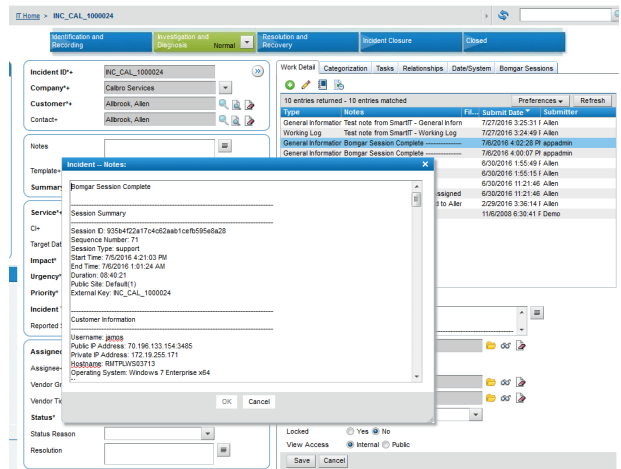 IT Home > INC_CAL_1000024
Identification and Recording
Investigation and Diagnosis Normal
Resolution and Recovery
Incident Closure
Closed
Incident ID*+ INC_CAL_1000024
Company*+ Calbro Services
Customer*+ Allbrook, Allen
Contact+ Allbrook, Allen
Notes
Template+
Summary
Service*+
CI+
Target Dat
Impact*
Urgency*
Priority*
Incident
Reported
Assigned
Assignee
Vendor Gr
Vendor Tic
Status*
Status Reason
Resolution
Work Detail Categorization Tasks Relationships Date/System Bomgar Sessions
10 entries returned - 10 entries matched Preferences Refresh
Type Notes Fil... Submit Date Submitter
General Informatior Test note from SmartIT - General Inforn 7/27/2016 3:25:31 F Allen
Working Log Test note from SmartIT - Working Log 7/27/2016 3:24:49 F Allen
General Informatior Bomgar Session Complete ---------------- 7/6/2016 4:02:28 PM appadmin
General Informatior Bomgar Session Complete ---------------- 7/6/2016 4:00:07 PM appadmin
6/30/2016 1:55:49 F Allen
6/30/2016 1:55:15 F Allen
6/30/2016 11:21:46 Allen
ssigned 6/30/2016 11:21:46 Allen
d to Aller 2/29/2016 3:36:14 F Allen
11/6/2008 6:30:41 F Demo
Incident -- Notes: X
Bomgar Session Complete
Session Summary
Session ID: 935b4f22a17c4c62aab1cefb595e8a28
Sequence Number: 71
Session Type: support
Start Time: 7/5/2016 4:21:03 PM
End Time: 7/6/2016 1:01:24 AM
Duration: 08:40:21
Public Site: Default(1)
External Key: INC_CAL_1000024
Customer Information
Username: jamos
Public IP Address: 70.196.133.154:3485
Private IP Address: 172.19.255.171
Hostname: RMTPLWS03713
Operating System: Windows 7 Enterprise x64
OK Cancel
Locked Yes No
View Access Internal Public
Save Cancel